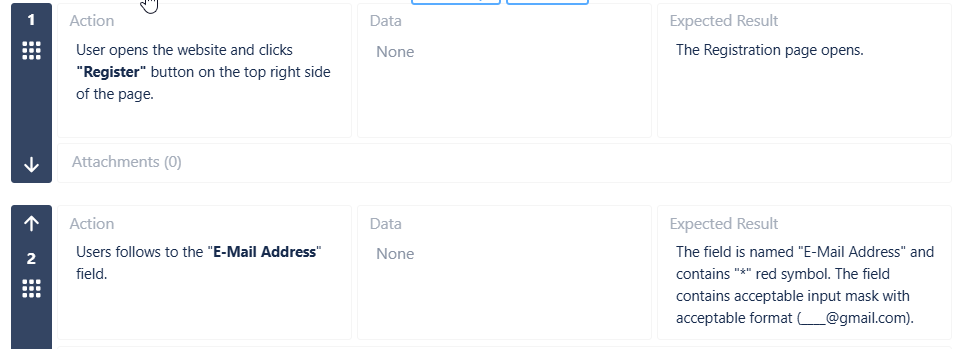 1
Action
Data
Expected Result
User opens the website and clicks
"Register" button on the top right side
of the page.
None
The Registration page opens.
Attachments (0)
2
Action
Data
Expected Result
Users follows to the "E-Mail Address"
field.
None
The field is named "E-Mail Address" and
contains "*" red symbol. The field
contains acceptable input mask with
acceptable format (____@gmail.com).